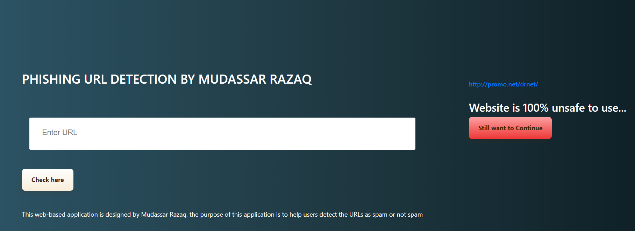 PHISHING URL DETECTION BY MUDASSAR RAZAQ
Enter URL
Check here
This web-based application is designed by Mudassar Razaq, the purpose of this application is to help users detect the URLs as spam or not spam
http://promo.net/drnet/
Website is 100% unsafe to use...
Still want to Continue